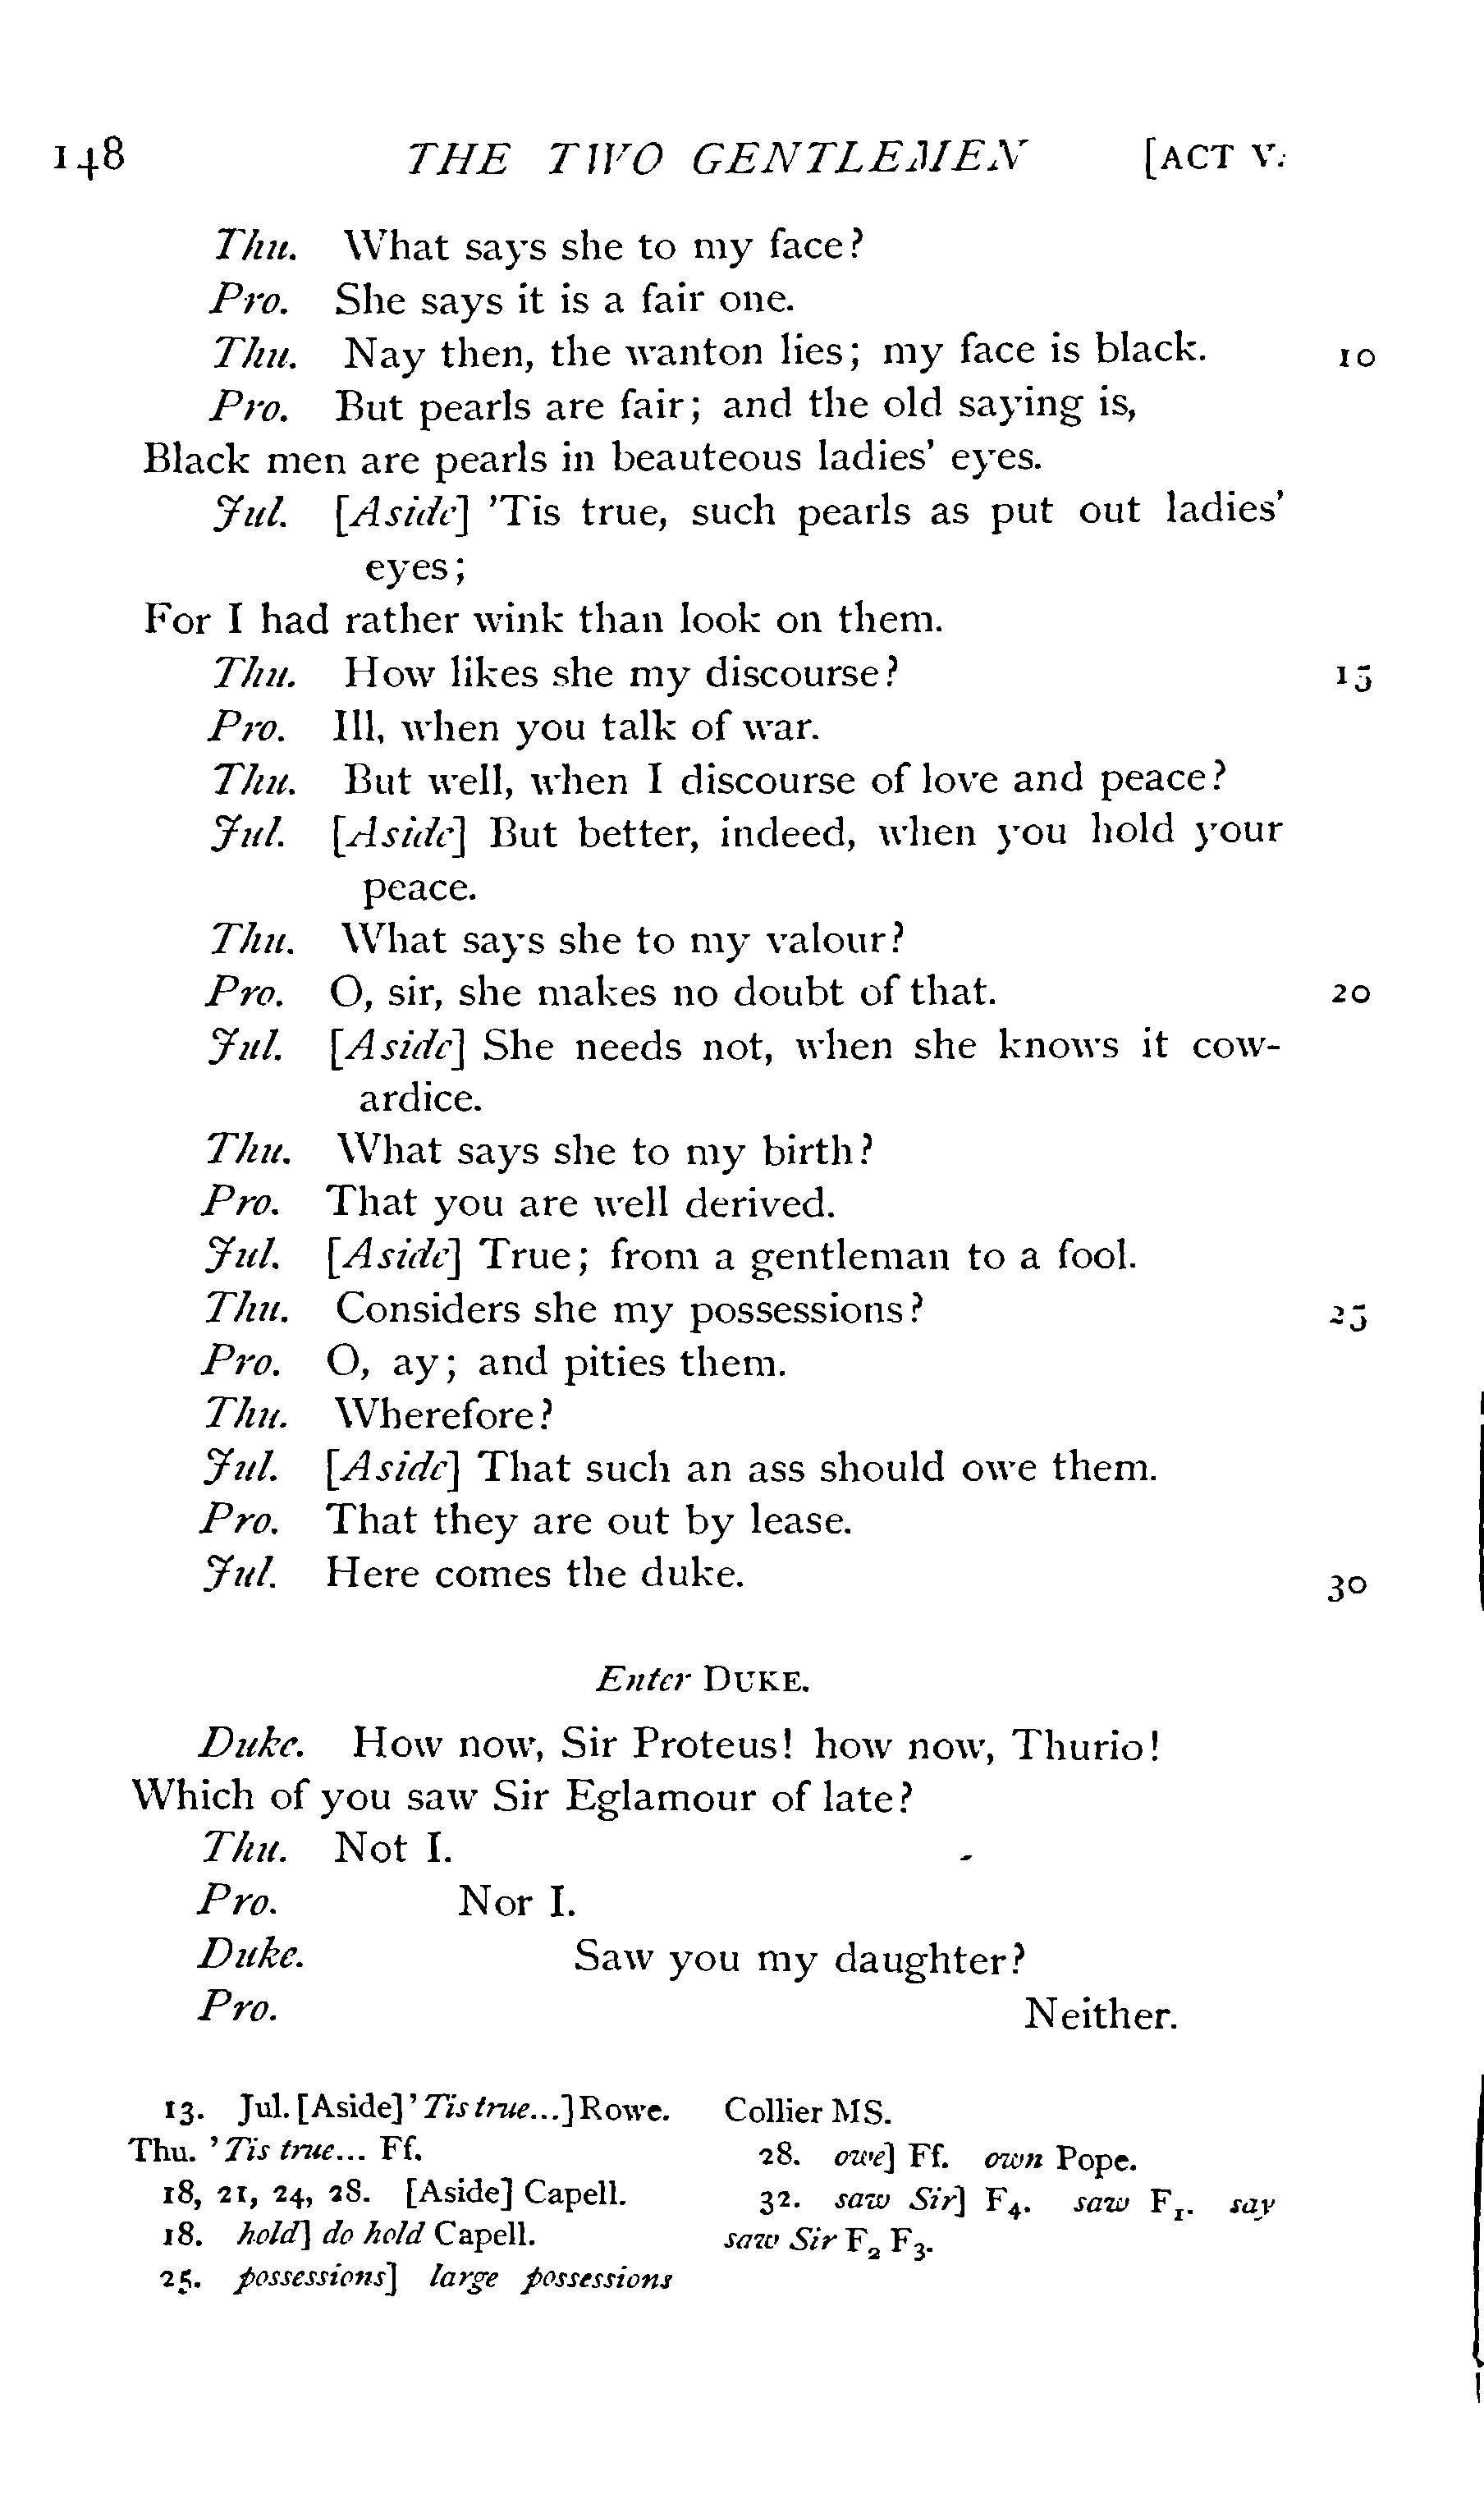 148 THE TWO GENTLEMEN [ACT V.
Thu. What says she to my face?
Pro. She says it is a fair one.
Thu. Nay then, the wanton lies; my face is black. 10
Pro. But pearls are fair; and the old saying is,
Black men are pearls in beauteous ladies' eyes.
Jul. [Aside] 'Tis true, such pearls as put out ladies'
eyes;
For I had rather wink than look on them.
Thu. How likes she my discourse? 15
Pro. Ill, when you talk of war.
Thu. But well, when I discourse of love and peace?
Jul. [Aside] But better, indeed, when you hold your
peace.
Thu. What says she to my valour?
Pro. O, sir, she makes no doubt of that. 20
Jul. [Aside] She needs not, when she knows it cow-
ardice.
Thu. What says she to my birth?
Pro. That you are well derived.
Jul. [Aside] True; from a gentleman to a fool.
Thu. Considers she my possessions? 25
Pro. O, ay; and pities them.
Thu. Wherefore?
Jul. [Aside] That such an ass should owe them.
Pro. That they are out by lease.
Jul. Here comes the duke. 30
Enter DUKE.
Duke. How now, Sir Proteus! how now, Thurio!
Which of you saw Sir Eglamour of late?
Thu. Not I.
Pro. Nor I.
Duke. Saw you my daughter?
Pro. Neither.
13. Jul. [Aside] 'Tis true...] Rowe.
Thu. 'Tis true... Ff.
18, 21, 24, 28. [Aside] Capell.
18. hold] do hold Capell.
25. possessions] large possessions
Collier MS.
28. owe] Ff. own Pope.
32. saw Sir] F4. saw F1. say
saw Sir F2 F3.